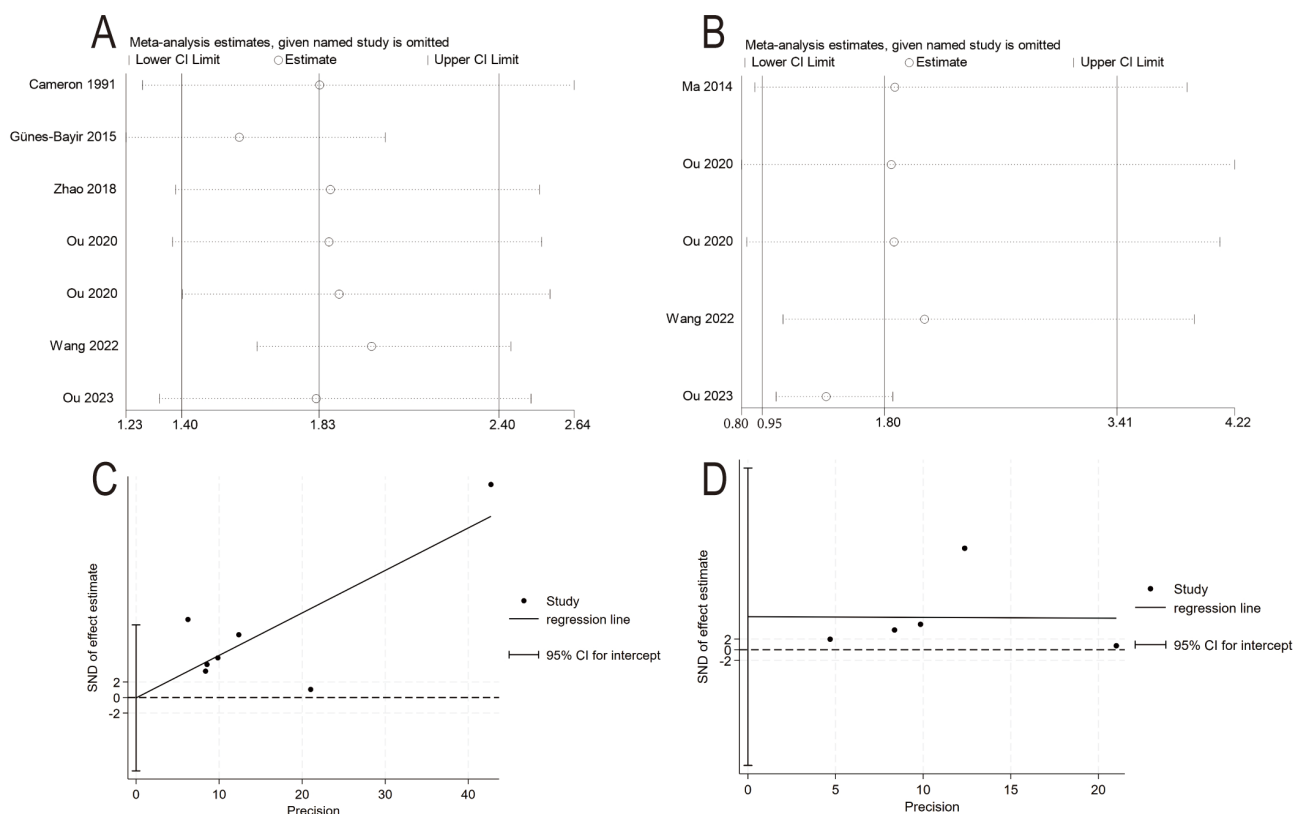 A
Meta-analysis estimates, given named study is omitted
Lower CI Limit Estimate Upper CI Limit
Cameron 1991
Günes-Bayir 2015
Zhao 2018
Ou 2020
Ou 2020
Wang 2022
Ou 2023
1.23 1.40 1.83 2.40 2.64
B
Meta-analysis estimates, given named study is omitted
Lower CI Limit Estimate Upper CI Limit
Ma 2014
Ou 2020
Ou 2020
Wang 2022
Ou 2023
0.80 0.95 1.80 3.41 4.22
C
SND of effect estimate
2
0
-2
0 10 20 30 40
Precision
Study
regression line
95% CI for intercept
D
SND of effect estimate
2
0
-2
0 5 10 15 20
Precision
Study
regression line
95% CI for intercept